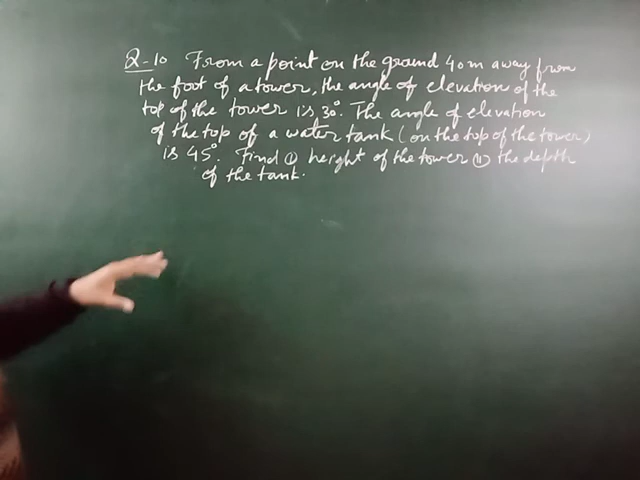 Q-10 From a point on the ground 40m away from
the foot of a tower, the angle of elevation of the
top of the tower is 30°. The angle of elevation
of the top of a water tank (on the top of the tower)
is 45°. Find ① height of the tower ⑪ the depth
of the tank.